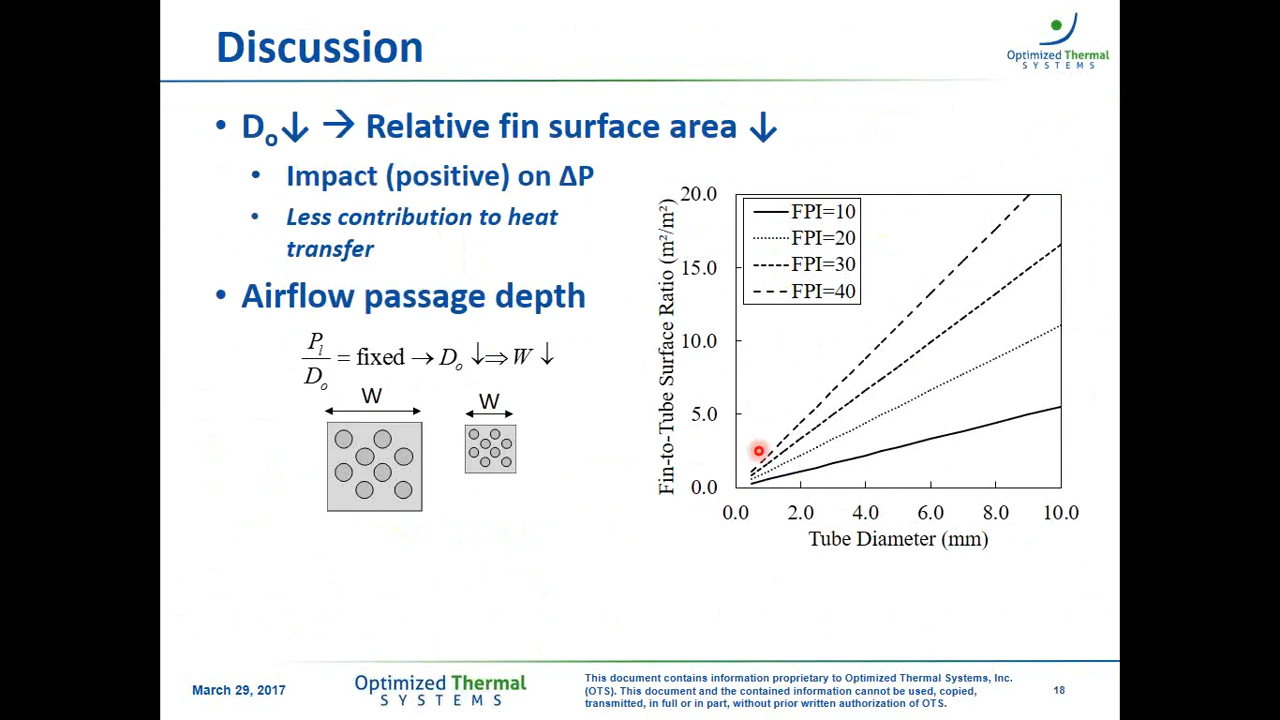 Discussion
Optimized Thermal
SYSTEMS
• Do↓ → Relative fin surface area ↓
• Impact (positive) on ΔP
• Less contribution to heat
transfer
• Airflow passage depth
Pl/Do = fixed → Do ↓⇒ W ↓
W
W
Fin-to-Tube Surface Ratio (m²/m²)
20.0
15.0
10.0
5.0
0.0
FPI=10
FPI=20
FPI=30
FPI=40
0.0 2.0 4.0 6.0 8.0 10.0
Tube Diameter (mm)
March 29, 2017
Optimized Thermal
SYSTEMS
This document contains information proprietary to Optimized Thermal Systems, Inc.
(OTS). This document and the contained information cannot be used, copied,
transmitted, in full or in part, without prior written authorization of OTS.
18